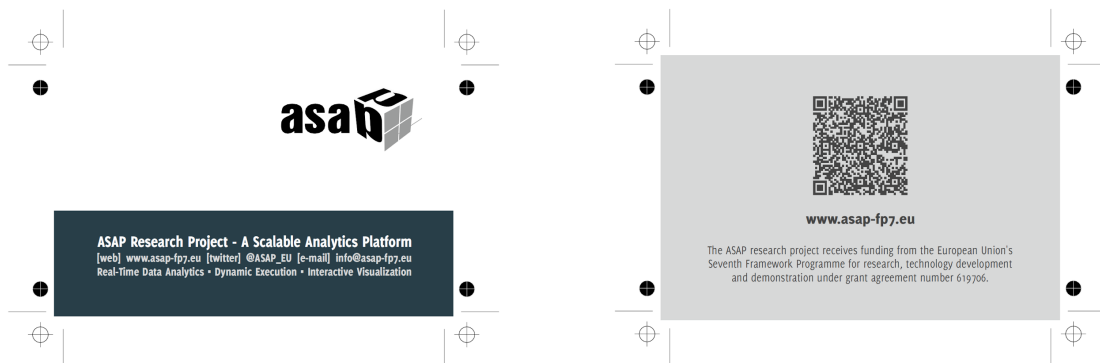 asap
ASAP Research Project - A Scalable Analytics Platform
[web] www.asap-fp7.eu [twitter] @ASAP_EU [e-mail] info@asap-fp7.eu
Real-Time Data Analytics • Dynamic Execution • Interactive Visualization
www.asap-fp7.eu
The ASAP research project receives funding from the European Union's
Seventh Framework Programme for research, technology development
and demonstration under grant agreement number 619706.